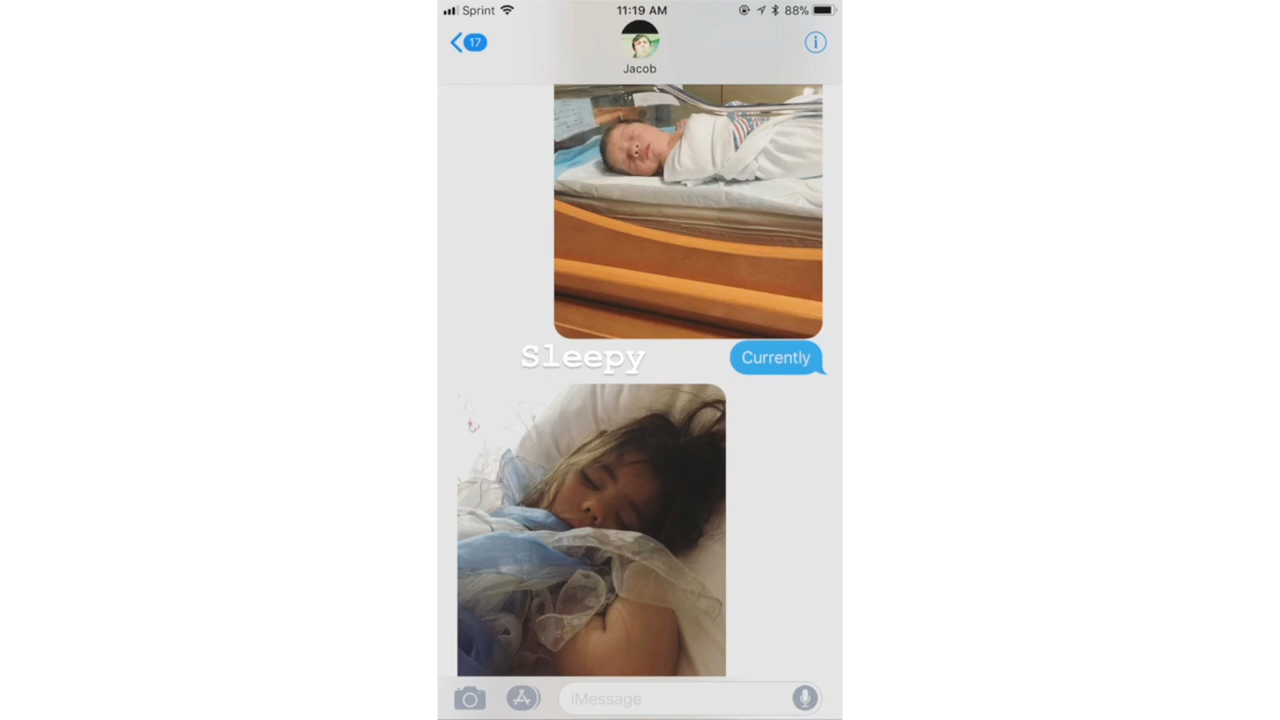 Sprint 11:19 AM 88%
17
Jacob
Sleepy
Currently
iMessage